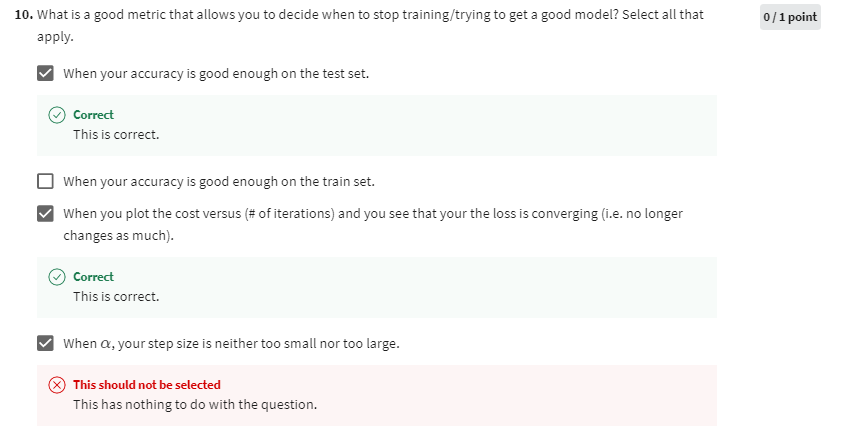 10. What is a good metric that allows you to decide when to stop training/trying to get a good model? Select all that
apply.
0 / 1 point
When your accuracy is good enough on the test set.
Correct
This is correct.
When your accuracy is good enough on the train set.
When you plot the cost versus (# of iterations) and you see that your the loss is converging (i.e. no longer
changes as much).
Correct
This is correct.
When α, your step size is neither too small nor too large.
This should not be selected
This has nothing to do with the question.